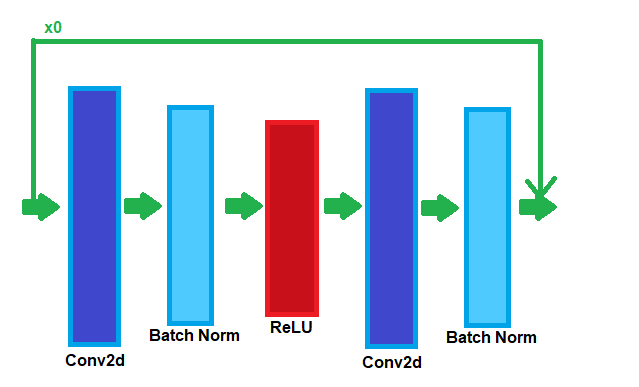 x0
Conv2d
Batch Norm
ReLU
Conv2d
Batch Norm